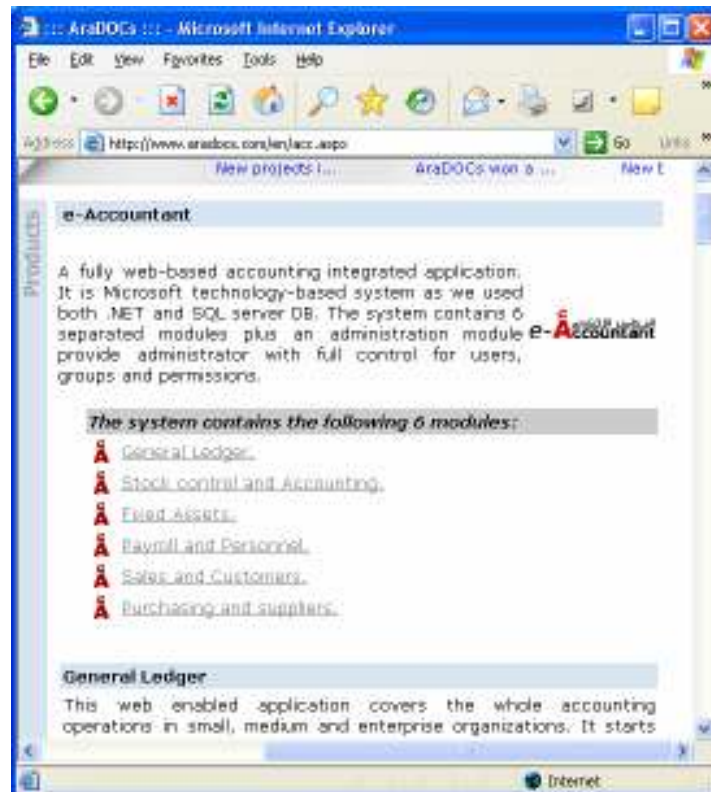 ::: AraDOCs ::: - Microsoft Internet Explorer
File Edit View Favorites Tools Help
Address http://www.aradocs.com/en/acc.aspx Go Links
New projects i... AraDOCs won a ... New t
Products
e-Accountant
A fully web-based accounting integrated application.
It is Microsoft technology-based system as we used
both .NET and SQL server DB. The system contains 6
separated modules plus an administration module
provide administrator with full control for users,
groups and permissions.
e-Accountant
The system contains the following 6 modules:
General Ledger.
Stock control and Accounting.
Fixed Assets.
Payroll and Personnel.
Sales and Customers.
Purchasing and suppliers.
General Ledger
This web enabled application covers the whole accounting
operations in small, medium and enterprise organizations. It starts
Internet